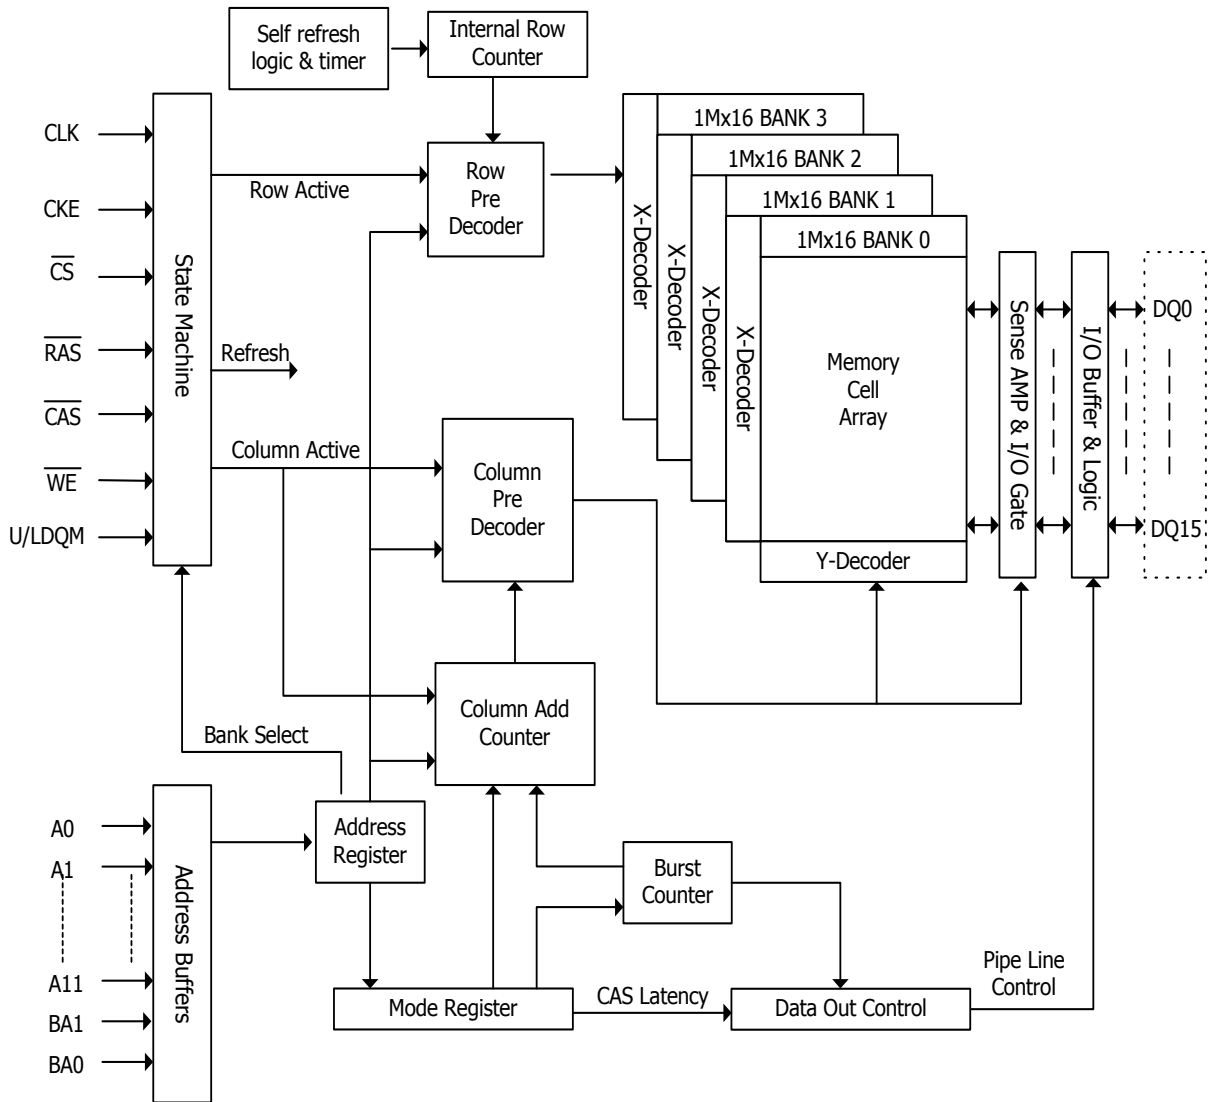 Self refresh
logic & timer
Internal Row
Counter
CLK
CKE
CS
RAS
CAS
WE
U/LDQM
State Machine
Row Active
Refresh
Column Active
Row
Pre
Decoder
Column
Pre
Decoder
Column Add
Counter
Bank Select
1Mx16 BANK 3
1Mx16 BANK 2
1Mx16 BANK 1
1Mx16 BANK 0
X-Decoder
X-Decoder
X-Decoder
X-Decoder
Memory
Cell
Array
Y-Decoder
Sense AMP & I/O Gate
I/O Buffer & Logic
DQ0
DQ15
A0
A1
A11
BA1
BA0
Address Buffers
Address
Register
Burst
Counter
Mode Register
CAS Latency
Data Out Control
Pipe Line
Control